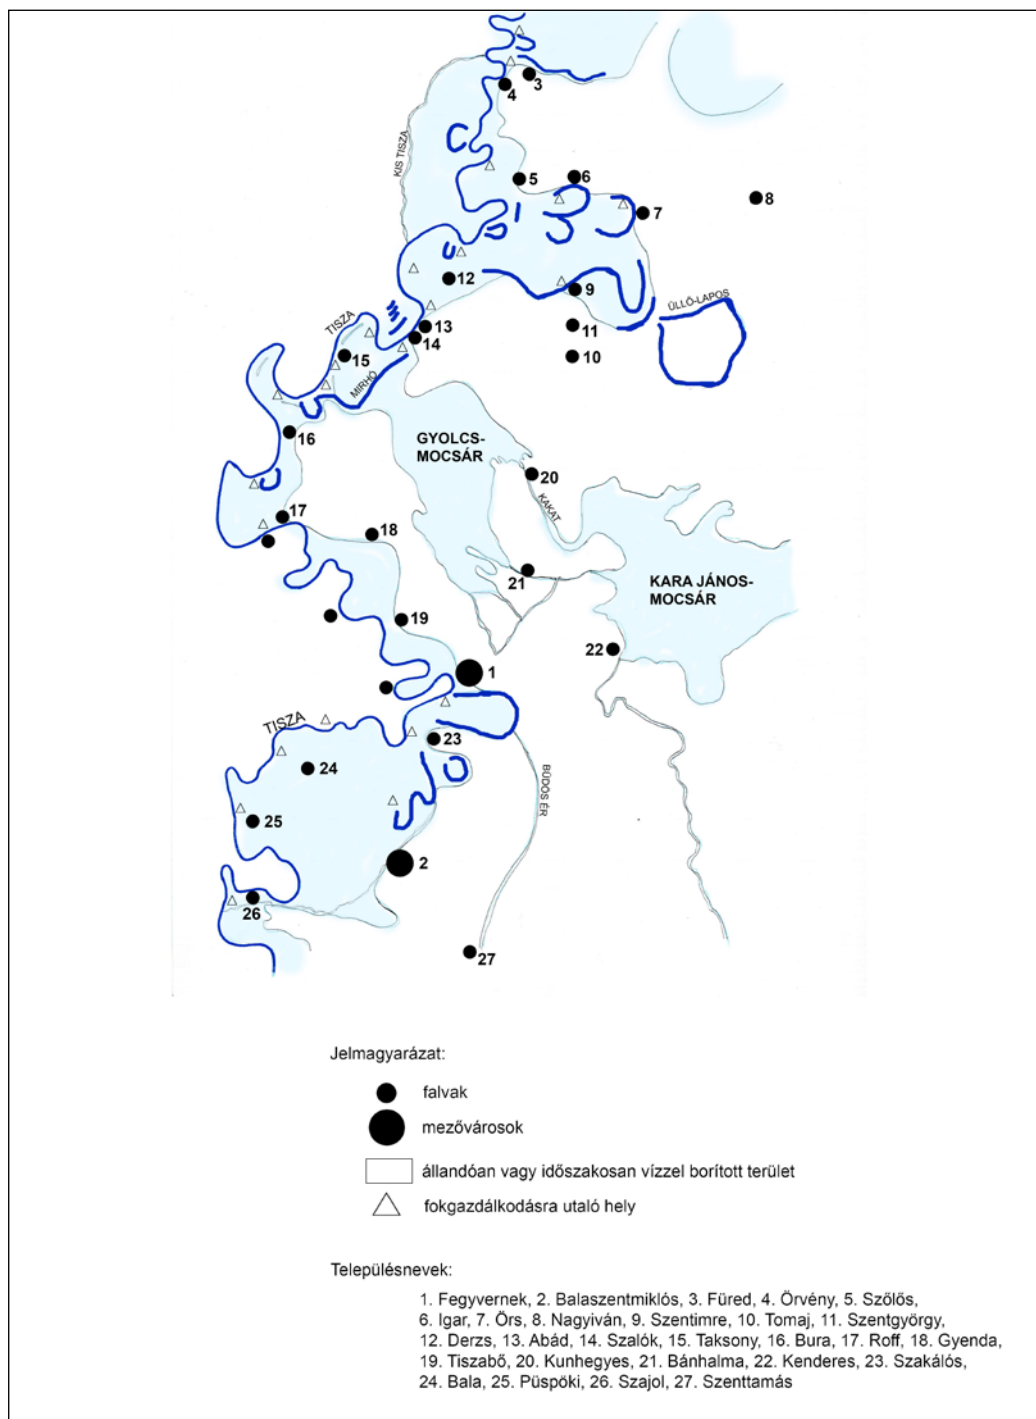 3
4
KIS TISZA
5
6
7
8
12
9
ÜLLŐ-LAPOS
TISZA
13
14
11
10
15
MIRHÓ
16
GYOLCS-
MOCSÁR
20
KAKAT
17
18
21
KARA JÁNOS-
MOCSÁR
19
22
1
TISZA
23
24
BÜDÖS ÉR
25
2
26
27
Jelmagyarázat:
falvak
mezővárosok
állandóan vagy időszakosan vízzel borított terület
fokgazdálkodásra utaló hely
Településnevek:
1. Fegyvernek, 2. Balaszentmiklós, 3. Füred, 4. Örvény, 5. Szőlős,
6. Igar, 7. Örs, 8. Nagyiván, 9. Szentimre, 10. Tomaj, 11. Szentgyörgy,
12. Derzs, 13. Abád, 14. Szalók, 15. Taksony, 16. Bura, 17. Roff, 18. Gyenda,
19. Tiszabő, 20. Kunhegyes, 21. Bánhalma, 22. Kenderes, 23. Szakálós,
24. Bala, 25. Püspöki, 26. Szajol, 27. Szenttamás